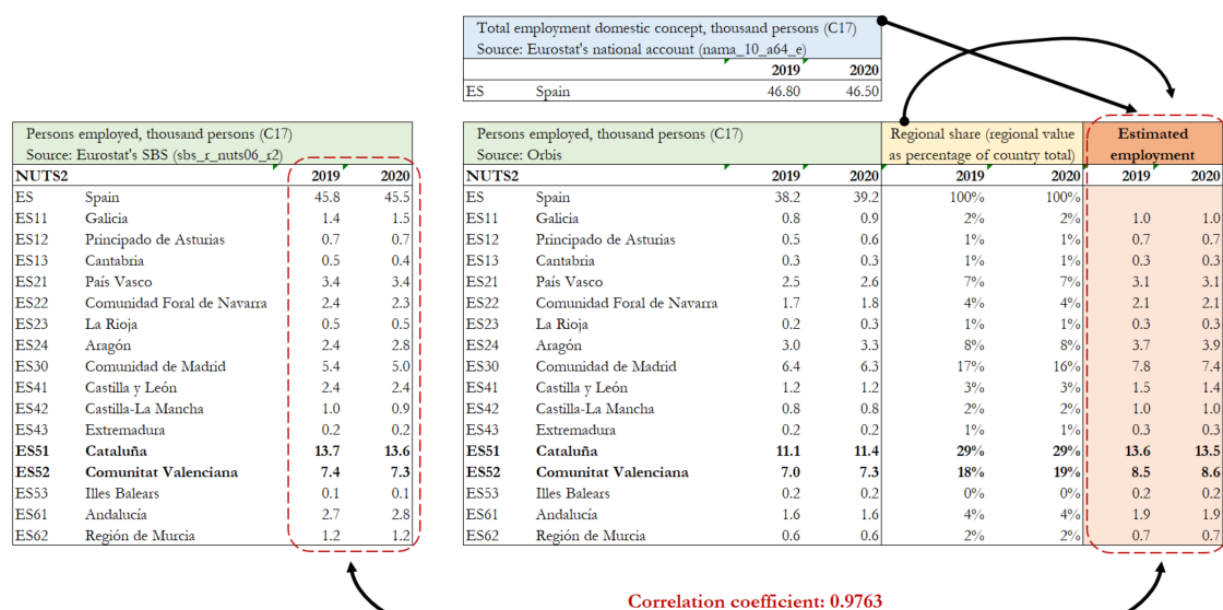 Total employment domestic concept, thousand persons (C17)
Source: Eurostat's national account (nama_10_a64_e)
2019 2020
ES Spain 46.80 46.50
Persons employed, thousand persons (C17)
Source: Eurostat's SBS (sbs_r_nuts06_r2)
NUTS2 2019 2020
ES Spain 45.8 45.5
ES11 Galicia 1.4 1.5
ES12 Principado de Asturias 0.7 0.7
ES13 Cantabria 0.5 0.4
ES21 País Vasco 3.4 3.4
ES22 Comunidad Foral de Navarra 2.4 2.3
ES23 La Rioja 0.5 0.5
ES24 Aragón 2.4 2.8
ES30 Comunidad de Madrid 5.4 5.0
ES41 Castilla y León 2.4 2.4
ES42 Castilla-La Mancha 1.0 0.9
ES43 Extremadura 0.2 0.2
ES51 Cataluña 13.7 13.6
ES52 Comunitat Valenciana 7.4 7.3
ES53 Illes Balears 0.1 0.1
ES61 Andalucía 2.7 2.8
ES62 Región de Murcia 1.2 1.2
Persons employed, thousand persons (C17) Regional share (regional value Estimated
Source: Orbis as percentage of country total) employment
NUTS2 2019 2020 2019 2020 2019 2020
ES Spain 38.2 39.2 100% 100%
ES11 Galicia 0.8 0.9 2% 2% 1.0 1.0
ES12 Principado de Asturias 0.5 0.6 1% 1% 0.7 0.7
ES13 Cantabria 0.3 0.3 1% 1% 0.3 0.3
ES21 País Vasco 2.5 2.6 7% 7% 3.1 3.1
ES22 Comunidad Foral de Navarra 1.7 1.8 4% 4% 2.1 2.1
ES23 La Rioja 0.2 0.3 1% 1% 0.3 0.3
ES24 Aragón 3.0 3.3 8% 8% 3.7 3.9
ES30 Comunidad de Madrid 6.4 6.3 17% 16% 7.8 7.4
ES41 Castilla y León 1.2 1.2 3% 3% 1.5 1.4
ES42 Castilla-La Mancha 0.8 0.8 2% 2% 1.0 1.0
ES43 Extremadura 0.2 0.2 1% 1% 0.3 0.3
ES51 Cataluña 11.1 11.4 29% 29% 13.6 13.5
ES52 Comunitat Valenciana 7.0 7.3 18% 19% 8.5 8.6
ES53 Illes Balears 0.2 0.2 0% 0% 0.2 0.2
ES61 Andalucía 1.6 1.6 4% 4% 1.9 1.9
ES62 Región de Murcia 0.6 0.6 2% 2% 0.7 0.7
Correlation coefficient: 0.9763